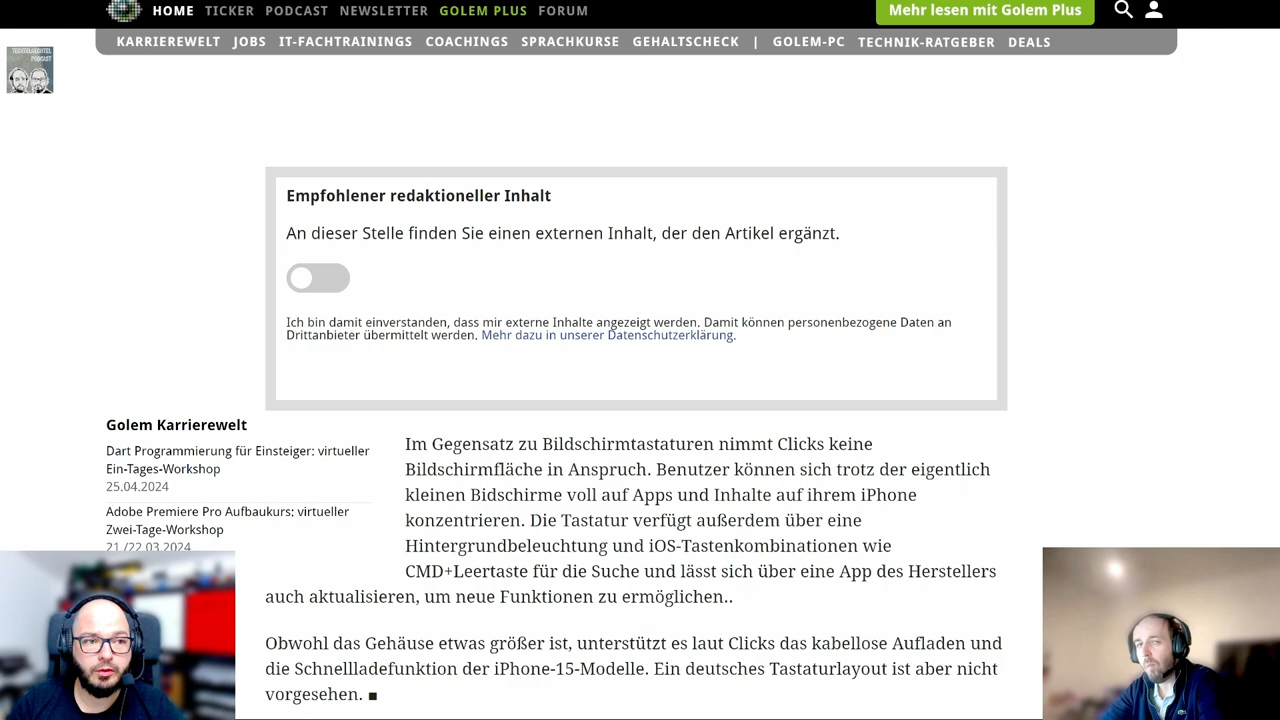 HOME TICKER PODCAST NEWSLETTER GOLEM PLUS FORUM
Mehr lesen mit Golem Plus
KARRIEREWELT JOBS IT-FACHTRAININGS COACHINGS SPRACHKURSE GEHALTSCHECK | GOLEM-PC TECHNIK-RATGEBER DEALS
PODCAST
Empfohlener redaktioneller Inhalt
An dieser Stelle finden Sie einen externen Inhalt, der den Artikel ergänzt.
Ich bin damit einverstanden, dass mir externe Inhalte angezeigt werden. Damit können personenbezogene Daten an
Drittanbieter übermittelt werden. Mehr dazu in unserer Datenschutzerklärung.
Golem Karrierewelt
Dart Programmierung für Einsteiger: virtueller
Ein-Tages-Workshop
25.04.2024
Adobe Premiere Pro Aufbaukurs: virtueller
Zwei-Tage-Workshop
21./22.03.2024
Im Gegensatz zu Bildschirmtastaturen nimmt Clicks keine
Bildschirmfläche in Anspruch. Benutzer können sich trotz der eigentlich
kleinen Bidschirme voll auf Apps und Inhalte auf ihrem iPhone
konzentrieren. Die Tastatur verfügt außerdem über eine
Hintergrundbeleuchtung und iOS-Tastenkombinationen wie
CMD+Leertaste für die Suche und lässt sich über eine App des Herstellers
auch aktualisieren, um neue Funktionen zu ermöglichen..
Obwohl das Gehäuse etwas größer ist, unterstützt es laut Clicks das kabellose Aufladen und
die Schnellladefunktion der iPhone-15-Modelle. Ein deutsches Tastaturlayout ist aber nicht
vorgesehen. ■